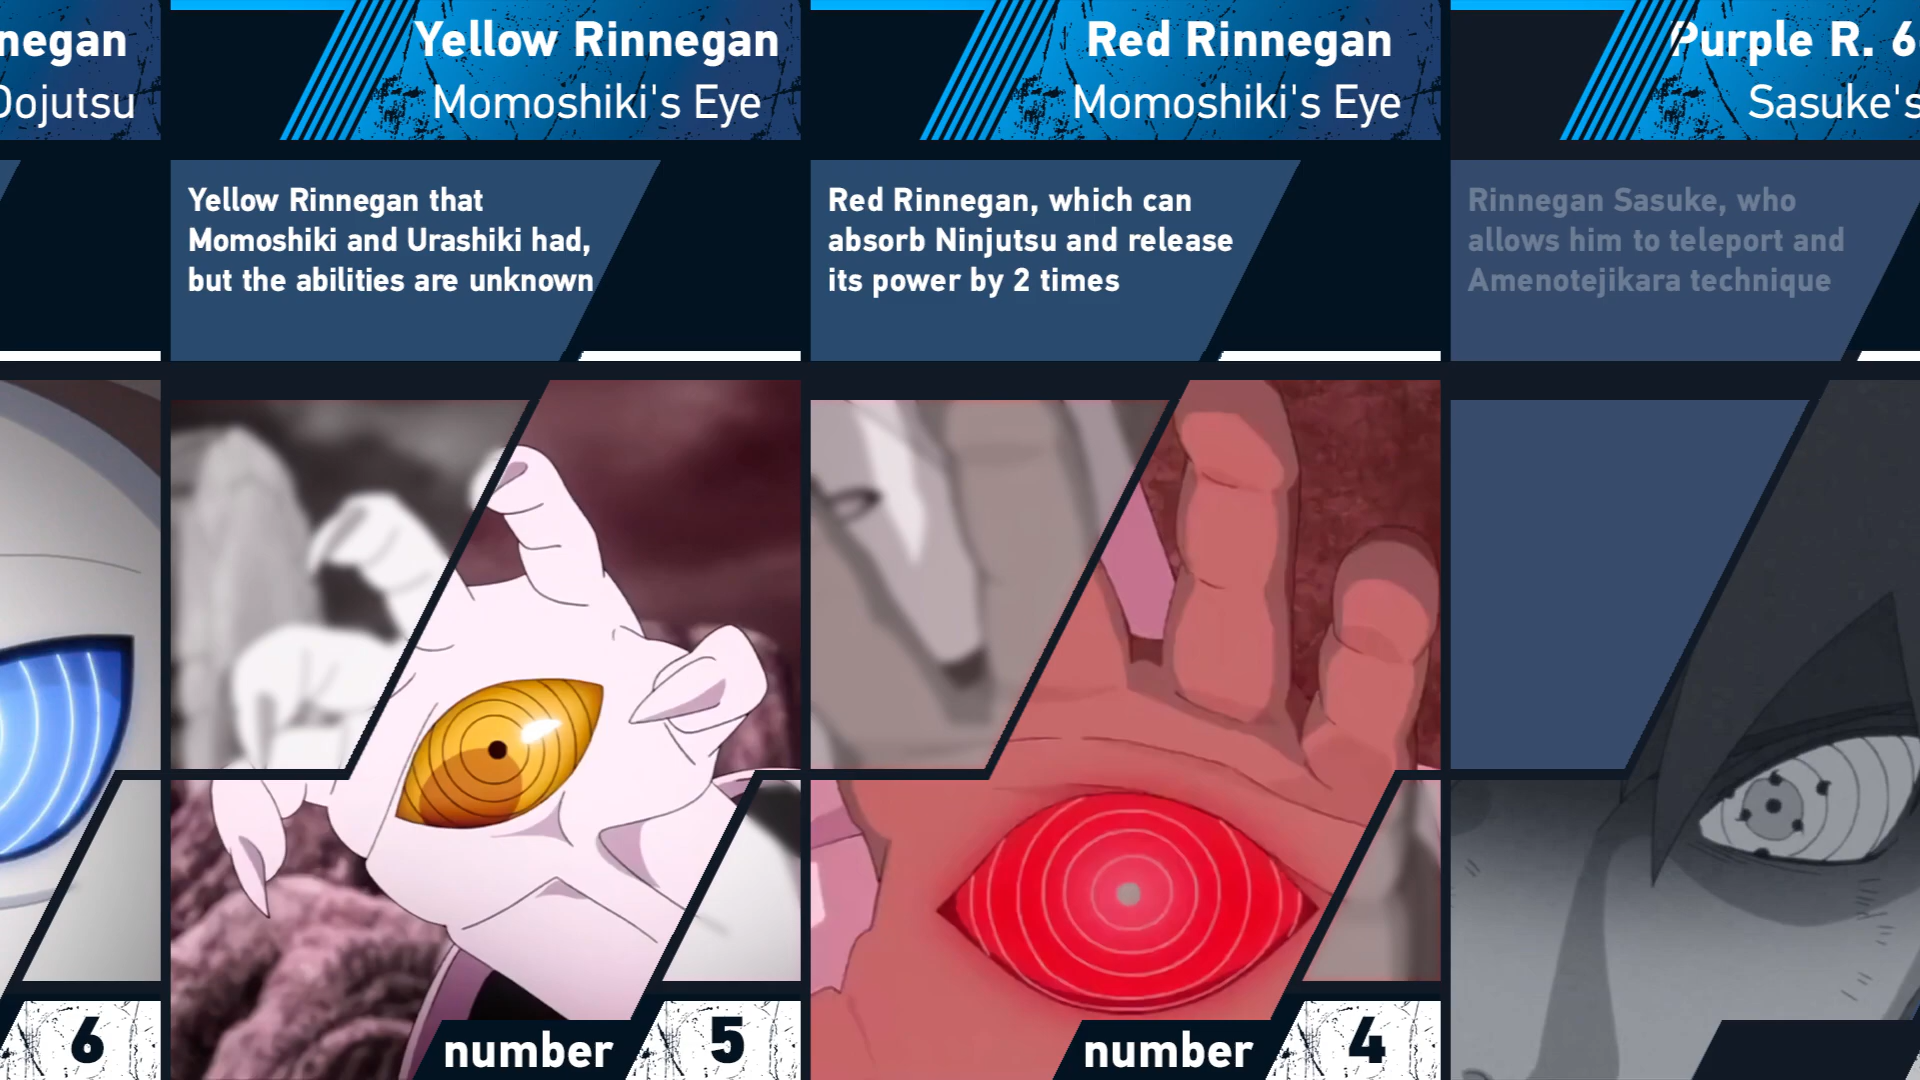 negan
Dojutsu
6
Yellow Rinnegan
Momoshiki's Eye
Yellow Rinnegan that
Momoshiki and Urashiki had,
but the abilities are unknown
number 5
Red Rinnegan
Momoshiki's Eye
Red Rinnegan, which can
absorb Ninjutsu and release
its power by 2 times
number 4
Purple R. 6
Sasuke's
Rinnegan Sasuke, who
allows him to teleport and
Amenotejikara technique